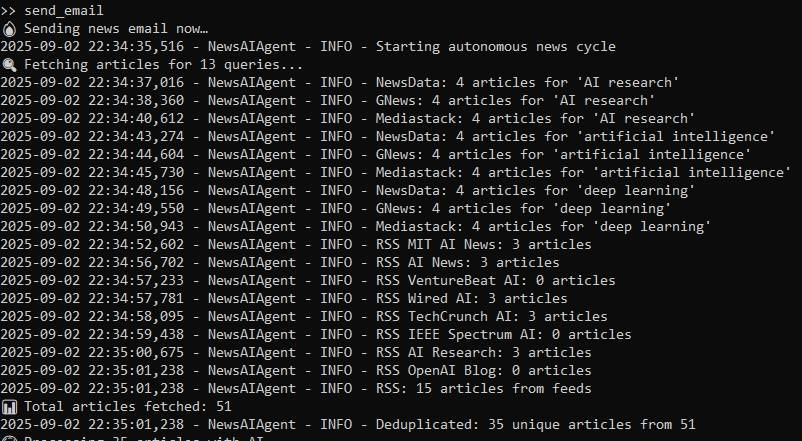 >> send_email
Sending news email now…
2025-09-02 22:34:35,516 - NewsAIAgent - INFO - Starting autonomous news cycle
Fetching articles for 13 queries...
2025-09-02 22:34:37,016 - NewsAIAgent - INFO - NewsData: 4 articles for 'AI research'
2025-09-02 22:34:38,360 - NewsAIAgent - INFO - GNews: 4 articles for 'AI research'
2025-09-02 22:34:40,612 - NewsAIAgent - INFO - Mediastack: 4 articles for 'AI research'
2025-09-02 22:34:43,274 - NewsAIAgent - INFO - NewsData: 4 articles for 'artificial intelligence'
2025-09-02 22:34:44,604 - NewsAIAgent - INFO - GNews: 4 articles for 'artificial intelligence'
2025-09-02 22:34:45,730 - NewsAIAgent - INFO - Mediastack: 4 articles for 'artificial intelligence'
2025-09-02 22:34:48,156 - NewsAIAgent - INFO - NewsData: 4 articles for 'deep learning'
2025-09-02 22:34:49,550 - NewsAIAgent - INFO - GNews: 4 articles for 'deep learning'
2025-09-02 22:34:50,943 - NewsAIAgent - INFO - Mediastack: 4 articles for 'deep learning'
2025-09-02 22:34:52,602 - NewsAIAgent - INFO - RSS MIT AI News: 3 articles
2025-09-02 22:34:56,702 - NewsAIAgent - INFO - RSS AI News: 3 articles
2025-09-02 22:34:57,233 - NewsAIAgent - INFO - RSS VentureBeat AI: 0 articles
2025-09-02 22:34:57,781 - NewsAIAgent - INFO - RSS Wired AI: 3 articles
2025-09-02 22:34:58,095 - NewsAIAgent - INFO - RSS TechCrunch AI: 3 articles
2025-09-02 22:34:59,438 - NewsAIAgent - INFO - RSS IEEE Spectrum AI: 0 articles
2025-09-02 22:35:00,675 - NewsAIAgent - INFO - RSS AI Research: 3 articles
2025-09-02 22:35:01,238 - NewsAIAgent - INFO - RSS OpenAI Blog: 0 articles
2025-09-02 22:35:01,238 - NewsAIAgent - INFO - RSS: 15 articles from feeds
Total articles fetched: 51
2025-09-02 22:35:01,238 - NewsAIAgent - INFO - Deduplicated: 35 unique articles from 51
Processing 35 articles with AI